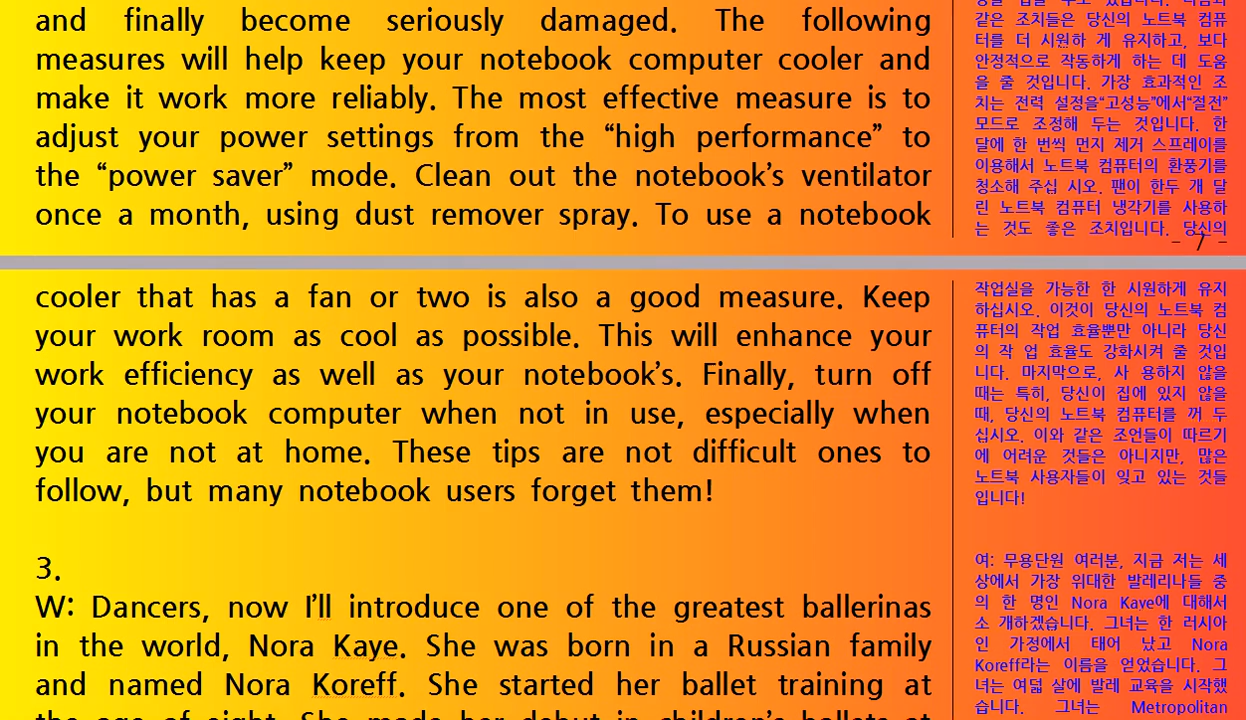 and finally become seriously damaged. The following
measures will help keep your notebook computer cooler and
make it work more reliably. The most effective measure is to
adjust your power settings from the “high performance” to
the “power saver” mode. Clean out the notebook’s ventilator
once a month, using dust remover spray. To use a notebook
같은 조치들은 당신의 노트북 컴퓨
터를 더 시원하 게 유지하고, 보다
안정적으로 작동하게 하는 데 도움
을 줄 것입니다. 가장 효과적인 조
치는 전력 설정을“고성능”에서“절전”
모드로 조정해 두는 것입니다. 한
달에 한 번씩 먼지 제거 스프레이를
이용해서 노트북 컴퓨터의 환풍기를
청소해 주십 시오. 팬이 한두 개 달
린 노트북 컴퓨터 냉각기를 사용하
는 것도 좋은 조치입니다. 당신의
- 7 -
cooler that has a fan or two is also a good measure. Keep
your work room as cool as possible. This will enhance your
work efficiency as well as your notebook’s. Finally, turn off
your notebook computer when not in use, especially when
you are not at home. These tips are not difficult ones to
follow, but many notebook users forget them!
작업실을 가능한 한 시원하게 유지
하십시오. 이것이 당신의 노트북 컴
퓨터의 작업 효율뿐만 아니라 당신
의 작 업 효율도 강화시켜 줄 것입
니다. 마지막으로, 사 용하지 않을
때는 특히, 당신이 집에 있지 않을
때, 당신의 노트북 컴퓨터를 꺼 두
십시오. 이와 같은 조언들이 따르기
에 어려운 것들은 아니지만, 많은
노트북 사용자들이 잊고 있는 것들
입니다!
3.
W: Dancers, now I’ll introduce one of the greatest ballerinas
in the world, Nora Kaye. She was born in a Russian family
and named Nora Koreff. She started her ballet training at
the age of eight. She made her debut in children’s ballets at
여: 무용단원 여러분, 지금 저는 세
상에서 가장 위대한 발레리나들 중
의 한 명인 Nora Kaye에 대해서
소 개하겠습니다. 그녀는 한 러시아
인 가정에서 태어 났고 Nora
Koreff라는 이름을 얻었습니다. 그
녀는 여덟 살에 발레 교육을 시작했
습니다. 그녀는 Metropolitan